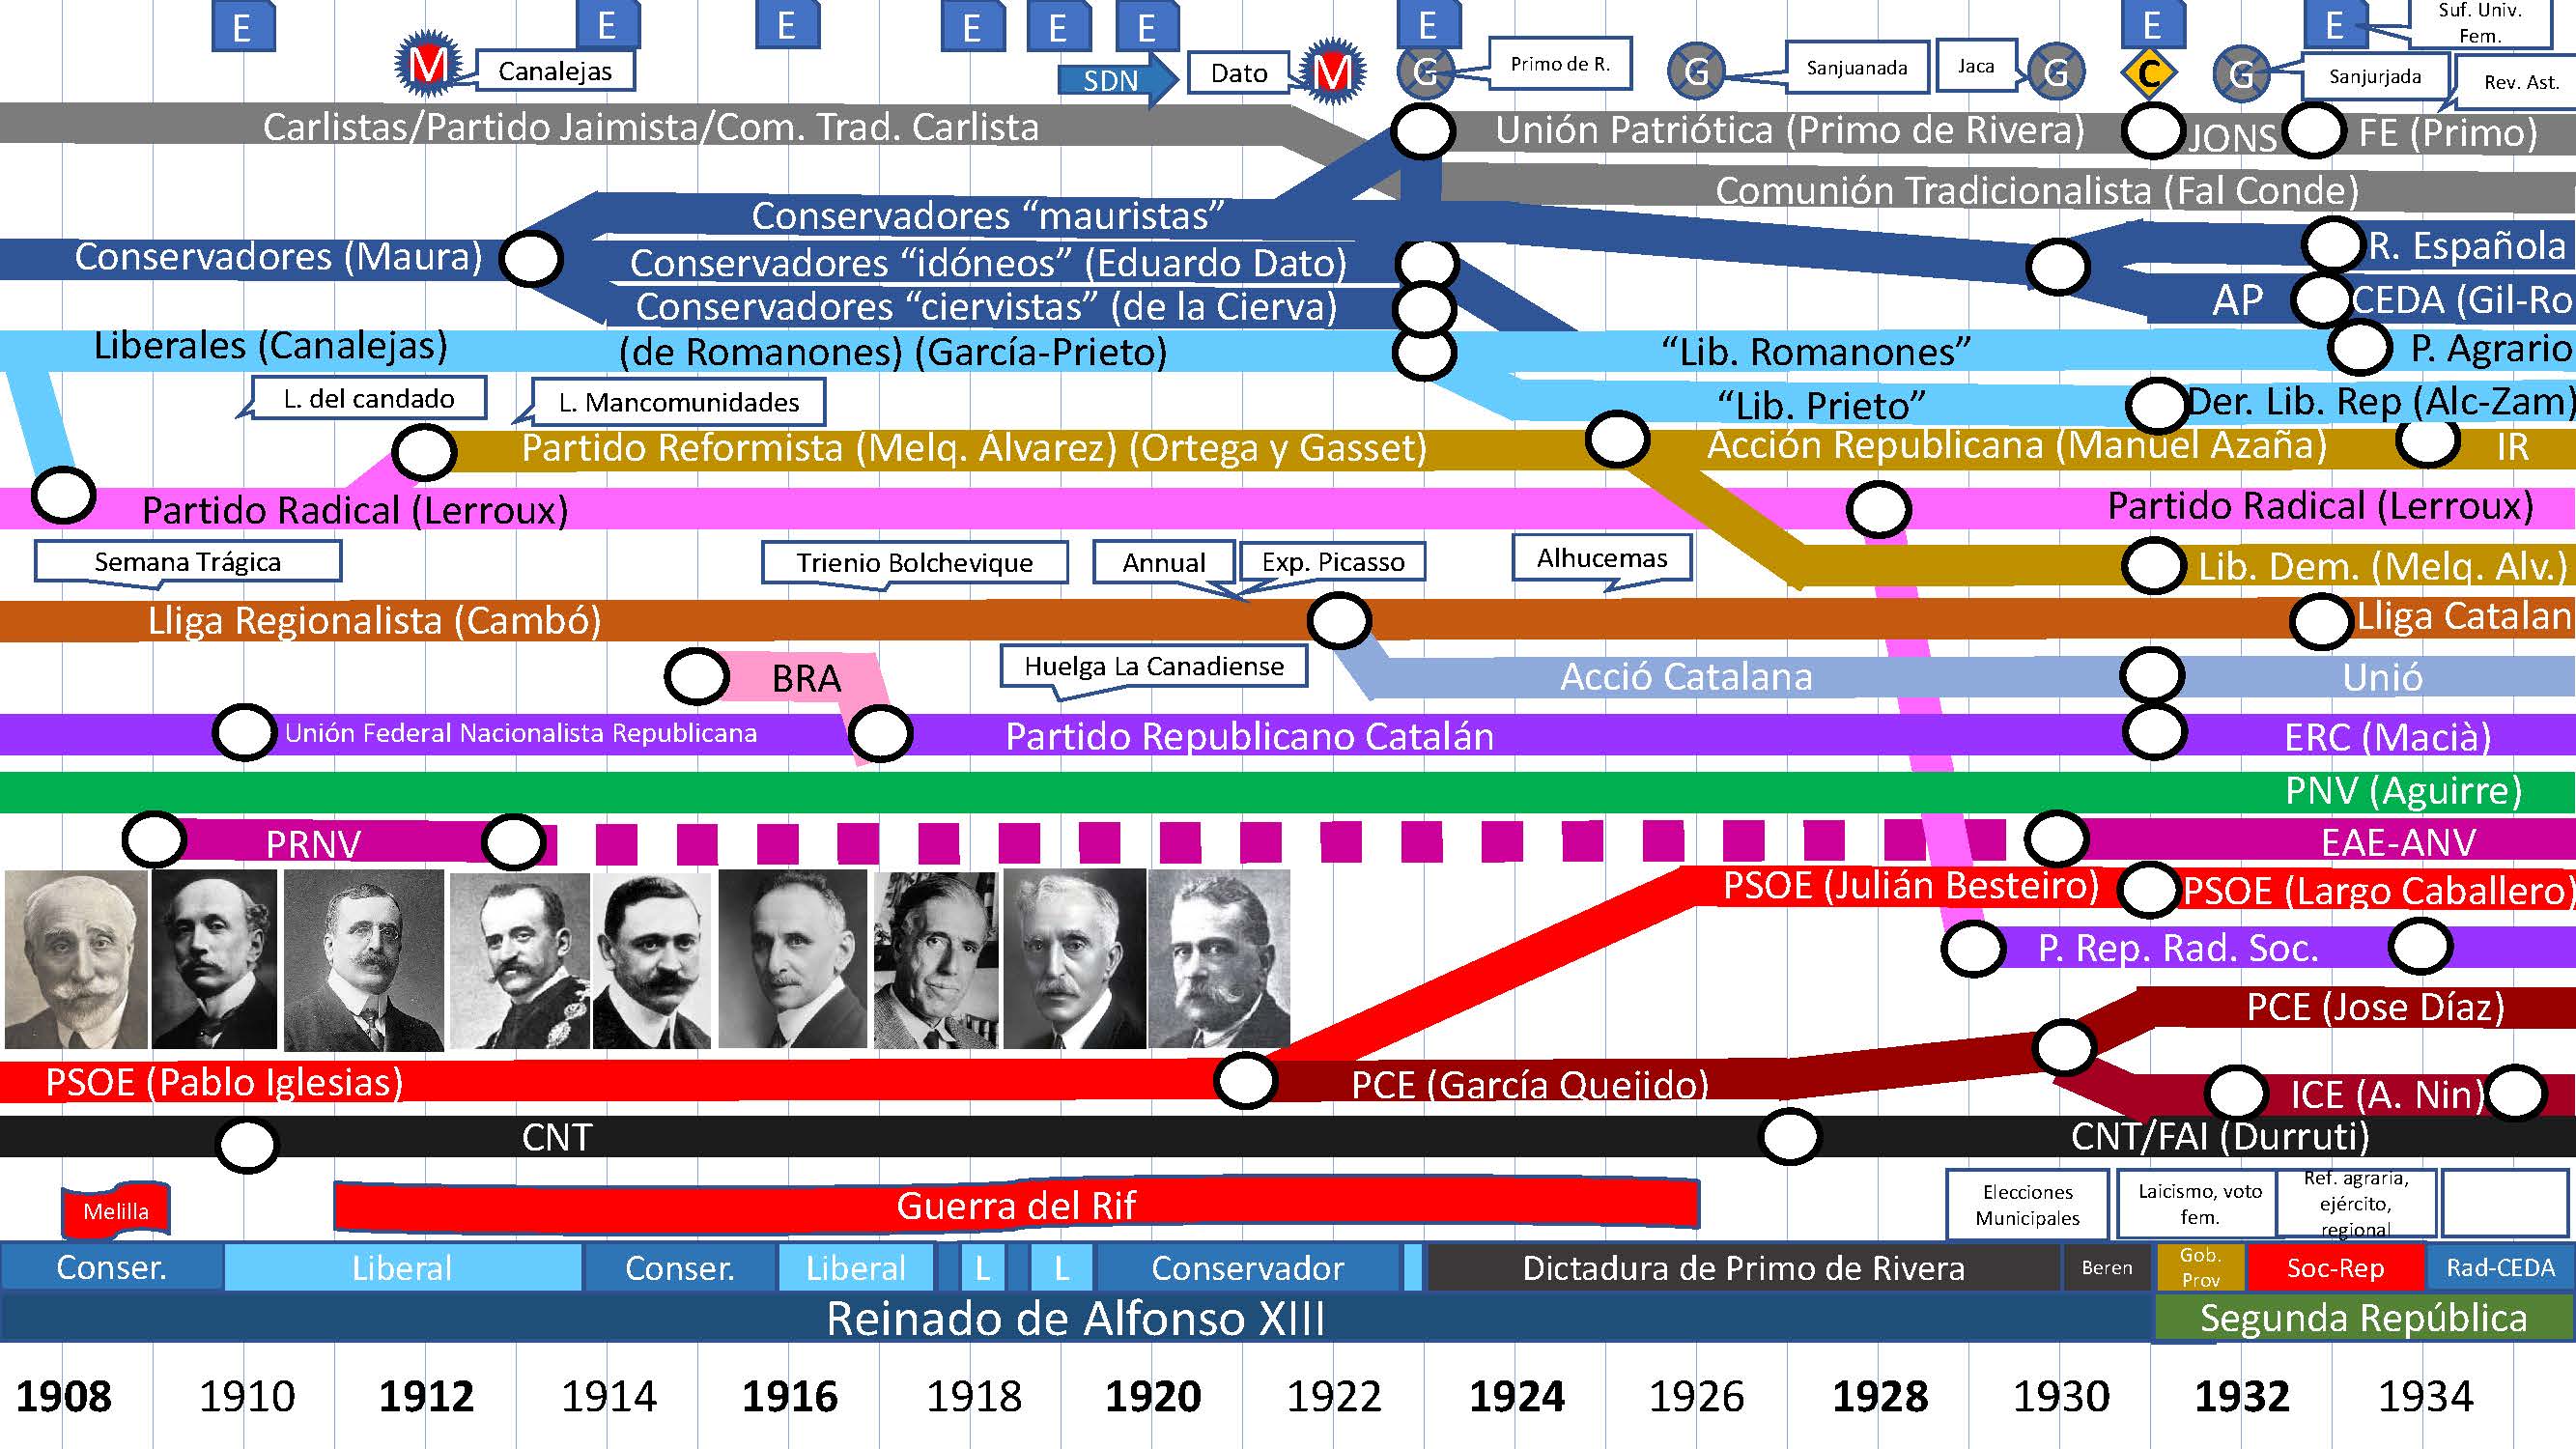 E E E E E E E E E
Suf. Univ.
Fem.
M
Canalejas
SDN
Dato
M
G
Primo de R.
G
Sanjuanada
Jaca
G
C
G
Sanjurjada
Rev. Ast.
Carlistas/Partido Jaimista/Com. Trad. Carlista
Unión Patriótica (Primo de Rivera)
JONS
FE (Primo)
Comunión Tradicionalista (Fal Conde)
Conservadores “mauristas”
Conservadores (Maura)
Conservadores “idóneos” (Eduardo Dato)
R. Española
Conservadores “ciervistas” (de la Cierva)
AP
CEDA (Gil-Ro
Liberales (Canalejas)
(de Romanones) (García-Prieto)
“Lib. Romanones”
P. Agrario
L. del candado
L. Mancomunidades
“Lib. Prieto”
Der. Lib. Rep (Alc-Zam)
Partido Reformista (Melq. Álvarez) (Ortega y Gasset)
Acción Republicana (Manuel Azaña)
IR
Partido Radical (Lerroux)
Partido Radical (Lerroux)
Semana Trágica
Trienio Bolchevique
Annual
Exp. Picasso
Alhucemas
Lib. Dem. (Melq. Alv.)
Lliga Regionalista (Cambó)
Lliga Catalan
BRA
Huelga La Canadiense
Acció Catalana
Unió
Unión Federal Nacionalista Republicana
Partido Republicano Catalán
ERC (Macià)
PNV (Aguirre)
PRNV
EAE-ANV
PSOE (Julián Besteiro)
PSOE (Largo Caballero)
P. Rep. Rad. Soc.
PCE (Jose Díaz)
PSOE (Pablo Iglesias)
PCE (García Quejido)
ICE (A. Nin)
CNT
CNT/FAI (Durruti)
Melilla
Guerra del Rif
Elecciones
Municipales
Laicismo, voto
fem.
Ref. agraria,
ejército,
regional
Conser.
Liberal
Conser.
Liberal
L
L
Conservador
Dictadura de Primo de Rivera
Beren
Gob.
Prov
Soc-Rep
Rad-CEDA
Reinado de Alfonso XIII
Segunda República
1908 1910 1912 1914 1916 1918 1920 1922 1924 1926 1928 1930 1932 1934